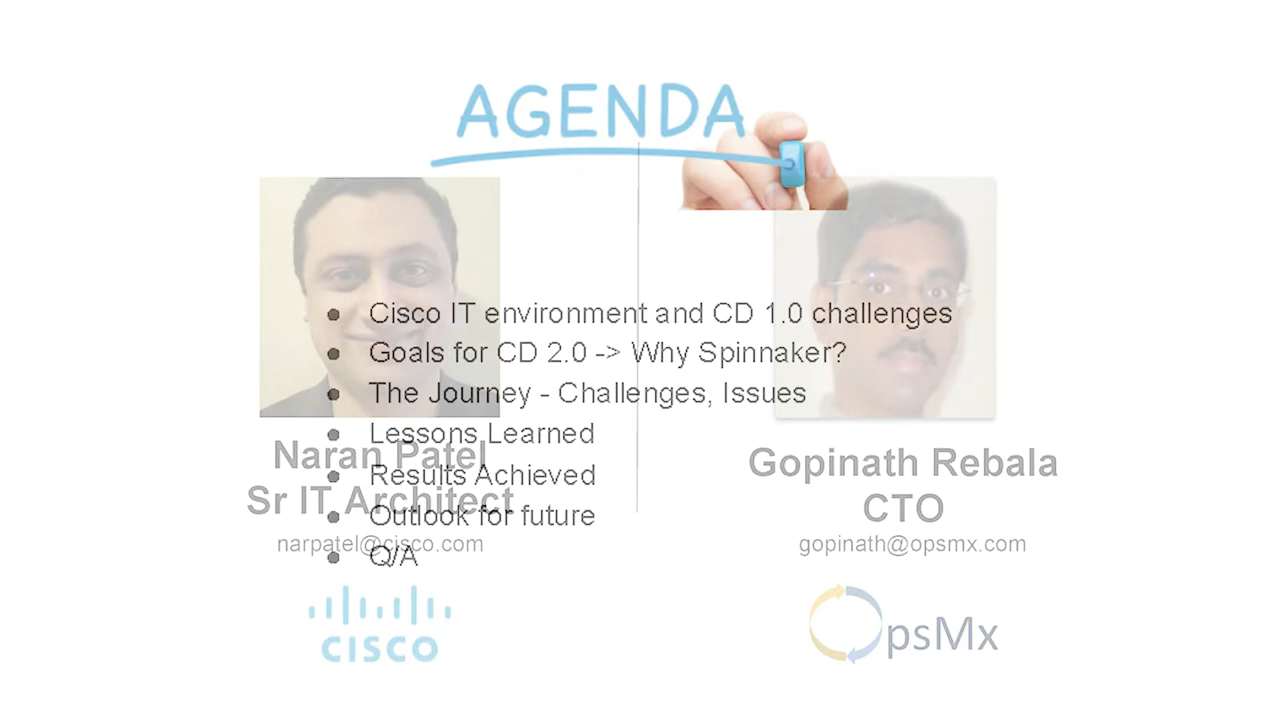 AGENDA
Cisco IT environment and CD 1.0 challenges
Goals for CD 2.0 -> Why Spinnaker?
The Journey - Challenges, Issues
Lessons Learned
Results Achieved
Outlook for future
Q/A
Naran Patel
Sr IT Architect
narpatel@cisco.com
CISCO
Gopinath Rebala
CTO
gopinath@opsmx.com
OpsMx